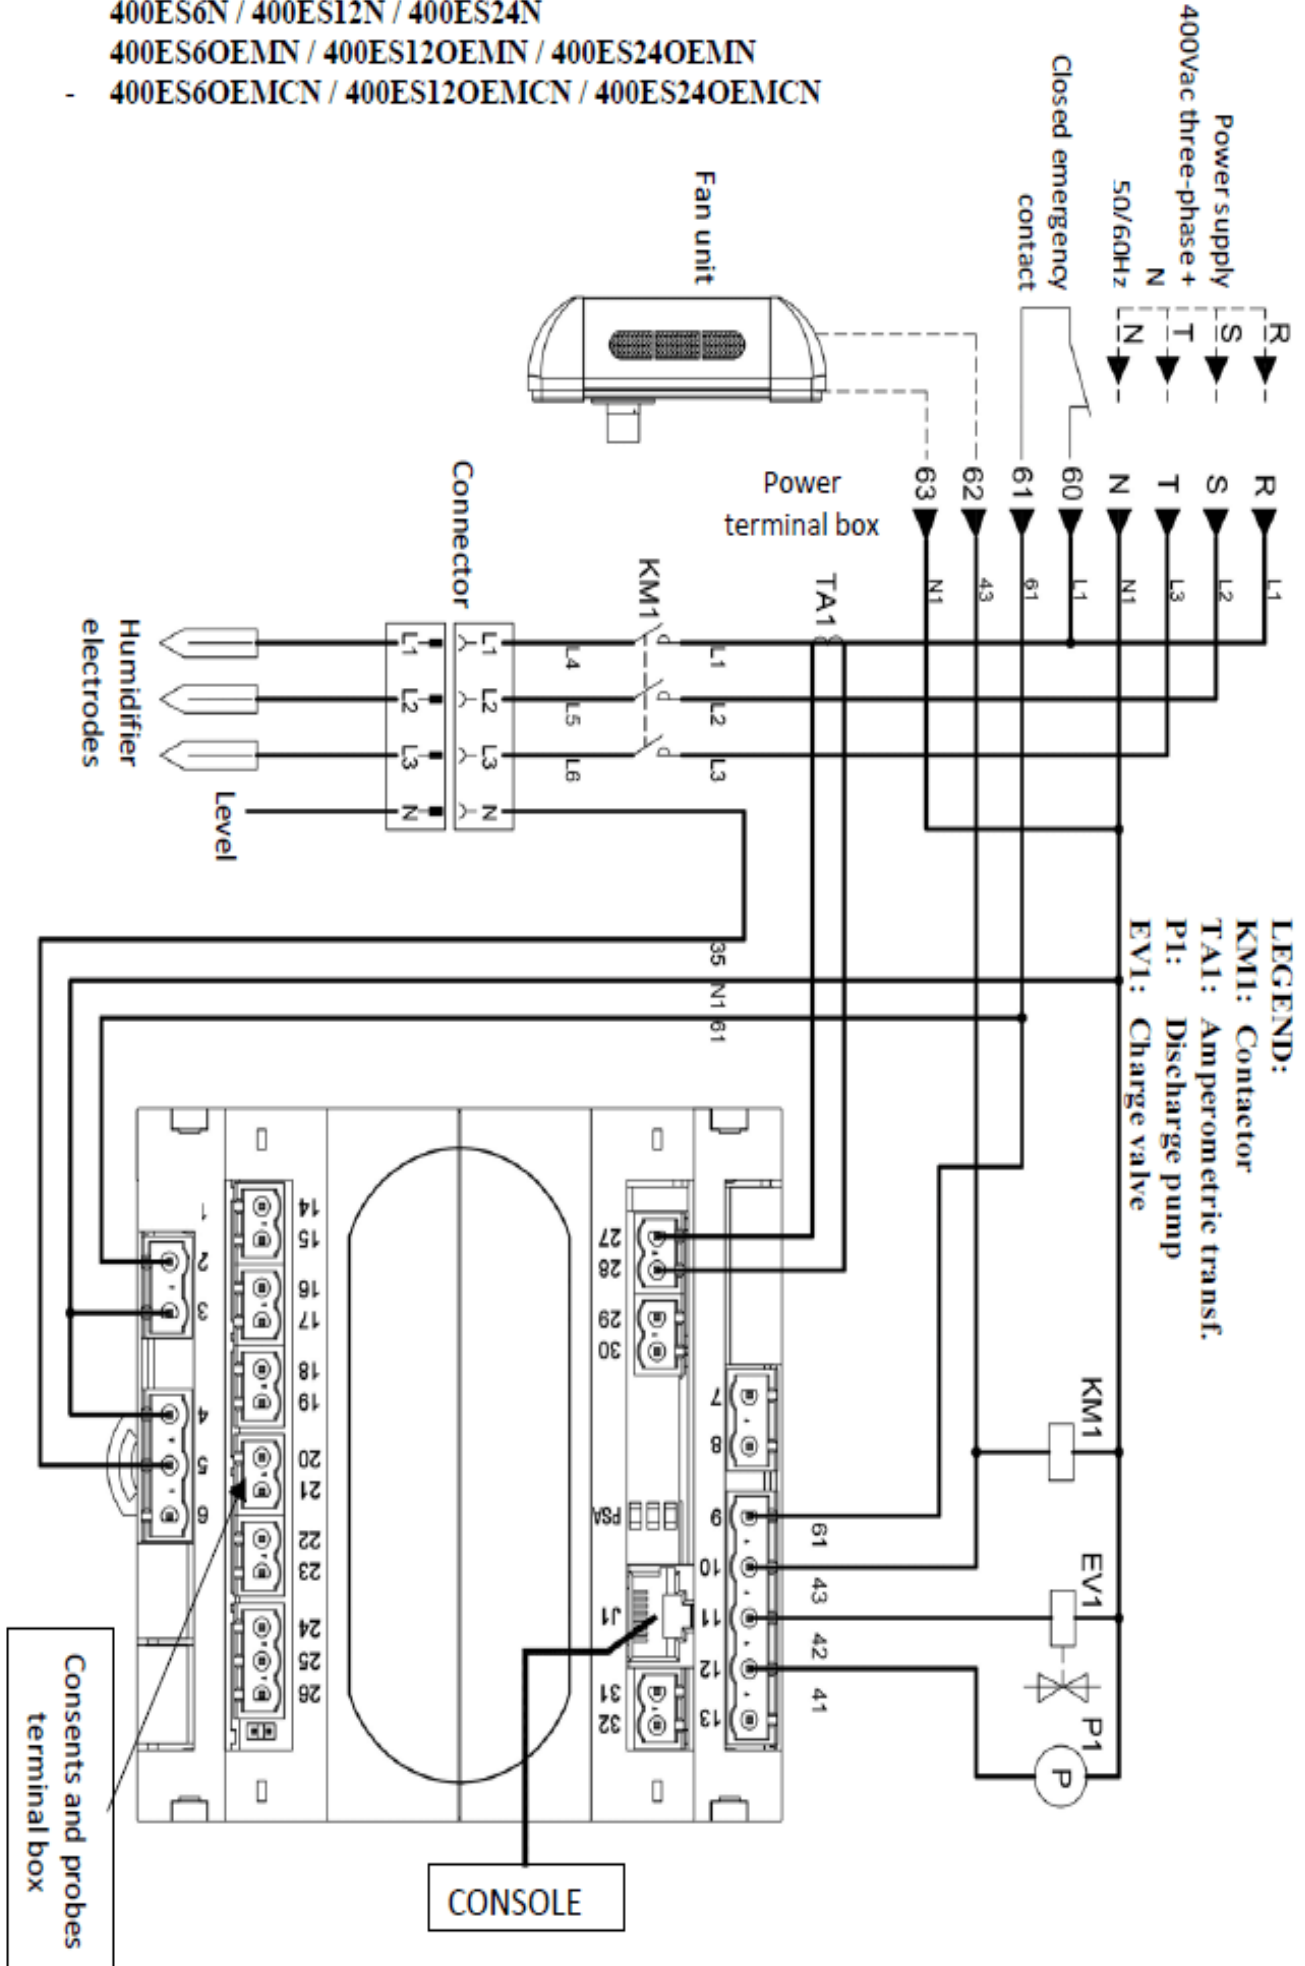 400ES6N / 400ES12N / 400ES24N
400ES6OEMN / 400ES12OEMN / 400ES24OEMN
- 400ES6OEMCN / 400ES12OEMCN / 400ES24OEMCN
Power supply
400Vac three-phase +
N
50/60Hz
Closed emergency
contact
Fan unit
R
S
T
N
R
S
T
N
60
61
62
63
Power
terminal box
L1
L2
L3
N1
L1
61
43
N1
TA1
KM1
Connector
L1
L2
L3
L4
L5
L6
L1
L2
L3
N
L1
L2
L3
N
Humidifier
electrodes
Level
35
N1
61
LEGEND:
KM1: Contactor
TA1: Amperometric transf.
P1: Discharge pump
EV1: Charge valve
1
2
3
4
5
6
14
15
16
17
18
19
20
21
22
23
24
25
26
27
28
29
30
PSA
J1
31
32
7
8
9
10
11
12
13
61
43
42
41
KM1
EV1
P1
P
Consents and probes
terminal box
CONSOLE